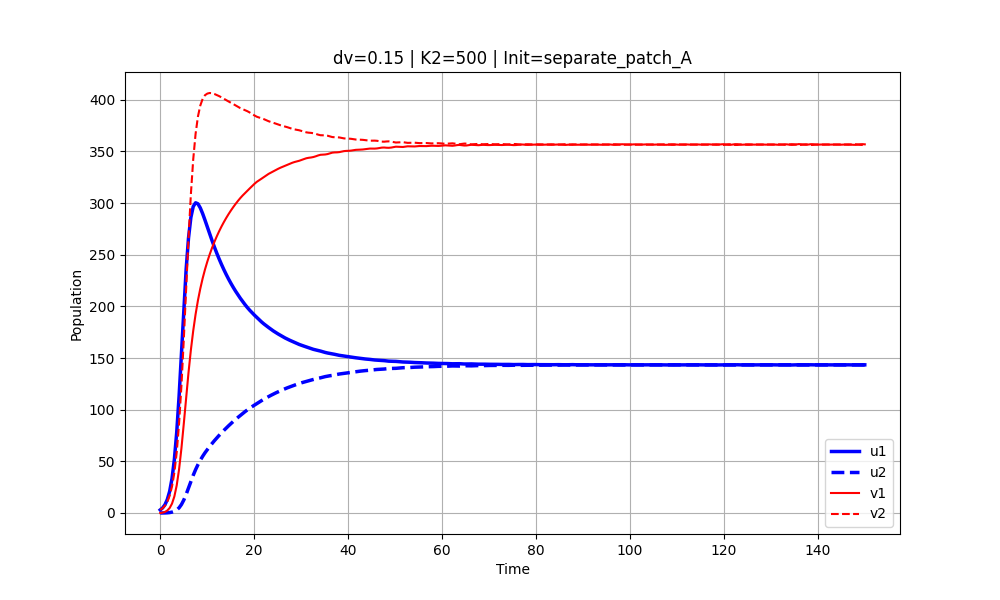 dv=0.15 | K2=500 | Init=separate_patch_A
Population
400
350
300
250
200
150
100
50
0
u1
u2
v1
v2
0 20 40 60 80 100 120 140
Time